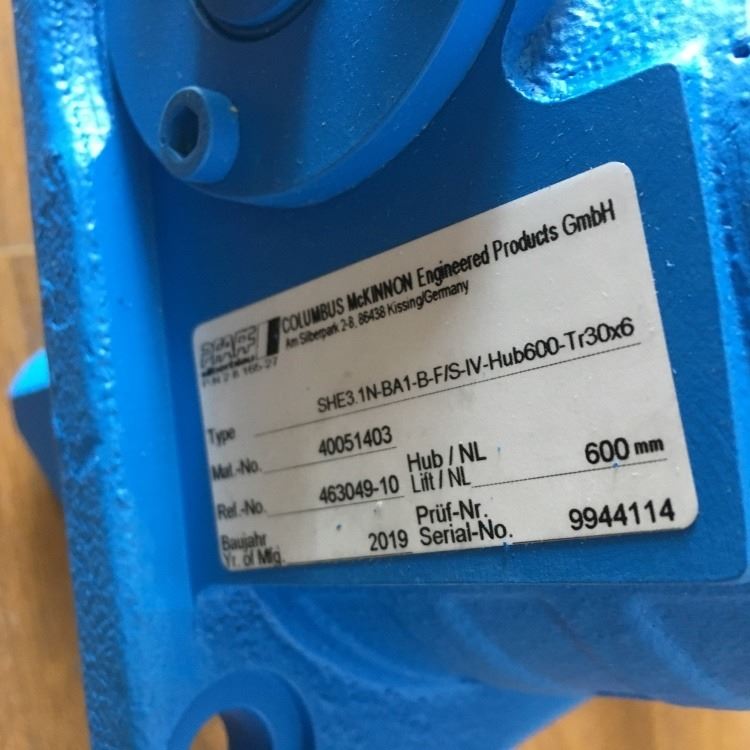 COLUMBUS McKINNON Engineered Products GmbH
Am Silberpark 2-8, 86438 Kissing/Germany
Type SHE3.1N-BA1-B-F/S-IV-Hub600-Tr30x6
Mat.-No. 40051403
Rel.-No. 463049-10
Hub / NL
Lift / NL
600 mm
Baujahr
Yr. of Mfg. 2019
Prüf-Nr.
Serial-No. 9944114